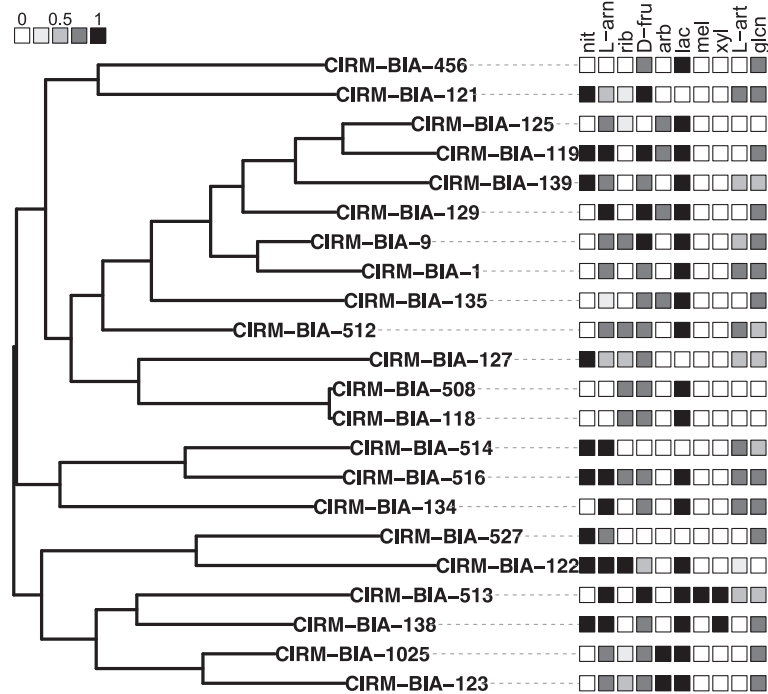 0 0.5 1
nit L-arn rib D-fru arb lac mel xyl L-art glcn
CIRM-BIA-456
CIRM-BIA-121
CIRM-BIA-125
CIRM-BIA-119
CIRM-BIA-139
CIRM-BIA-129
CIRM-BIA-9
CIRM-BIA-1
CIRM-BIA-135
CIRM-BIA-512
CIRM-BIA-127
CIRM-BIA-508
CIRM-BIA-118
CIRM-BIA-514
CIRM-BIA-516
CIRM-BIA-134
CIRM-BIA-527
CIRM-BIA-122
CIRM-BIA-513
CIRM-BIA-138
CIRM-BIA-1025
CIRM-BIA-123